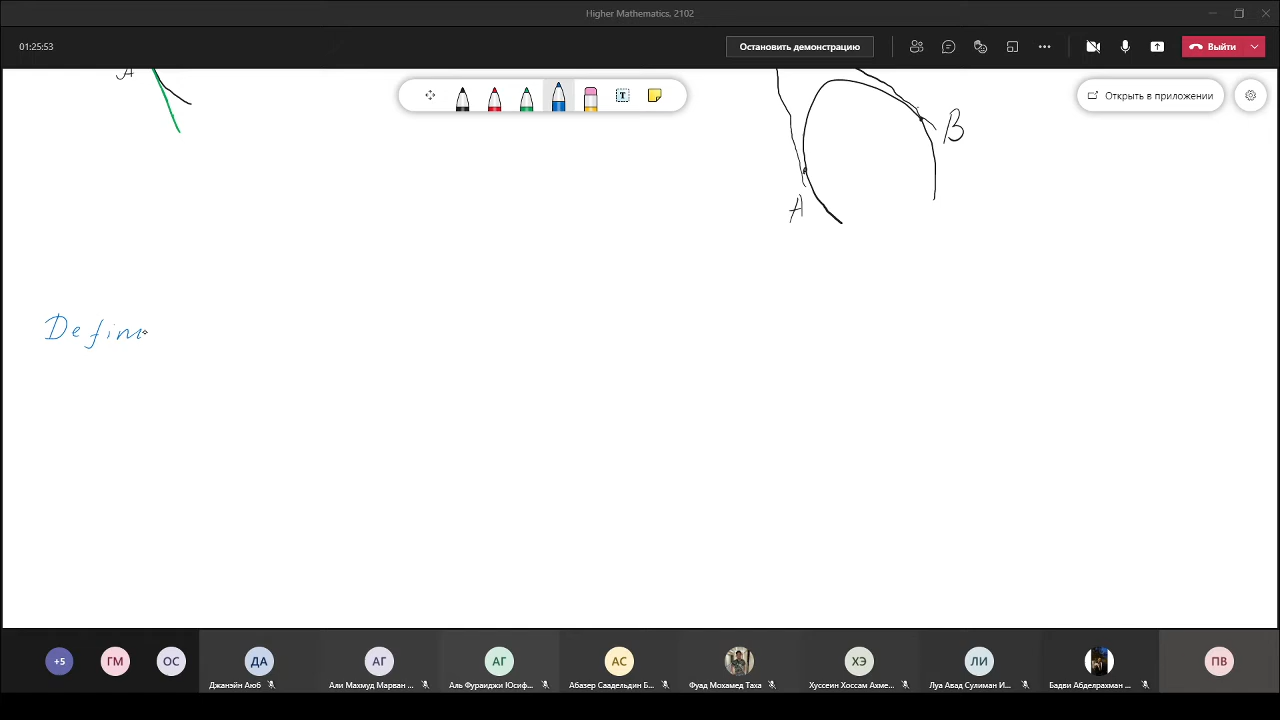 Higher Mathematics, 2102
01:25:53
Остановить демонстрацию
Выйти
Открыть в приложении
T
A
B
A
Defin
+5
ГМ
ОС
ДА
АГ
АГ
АС
ХЭ
ЛИ
ПВ
Джанэйн Аюб
Али Махмуд Марван ...
Аль Фураиджи Юсиф...
Абазер Саадельдин Б...
Фуад Мохамед Таха
Хуссеин Хоссам Ахме...
Луа Авад Сулиман И...
Бадви Абделрахман ...